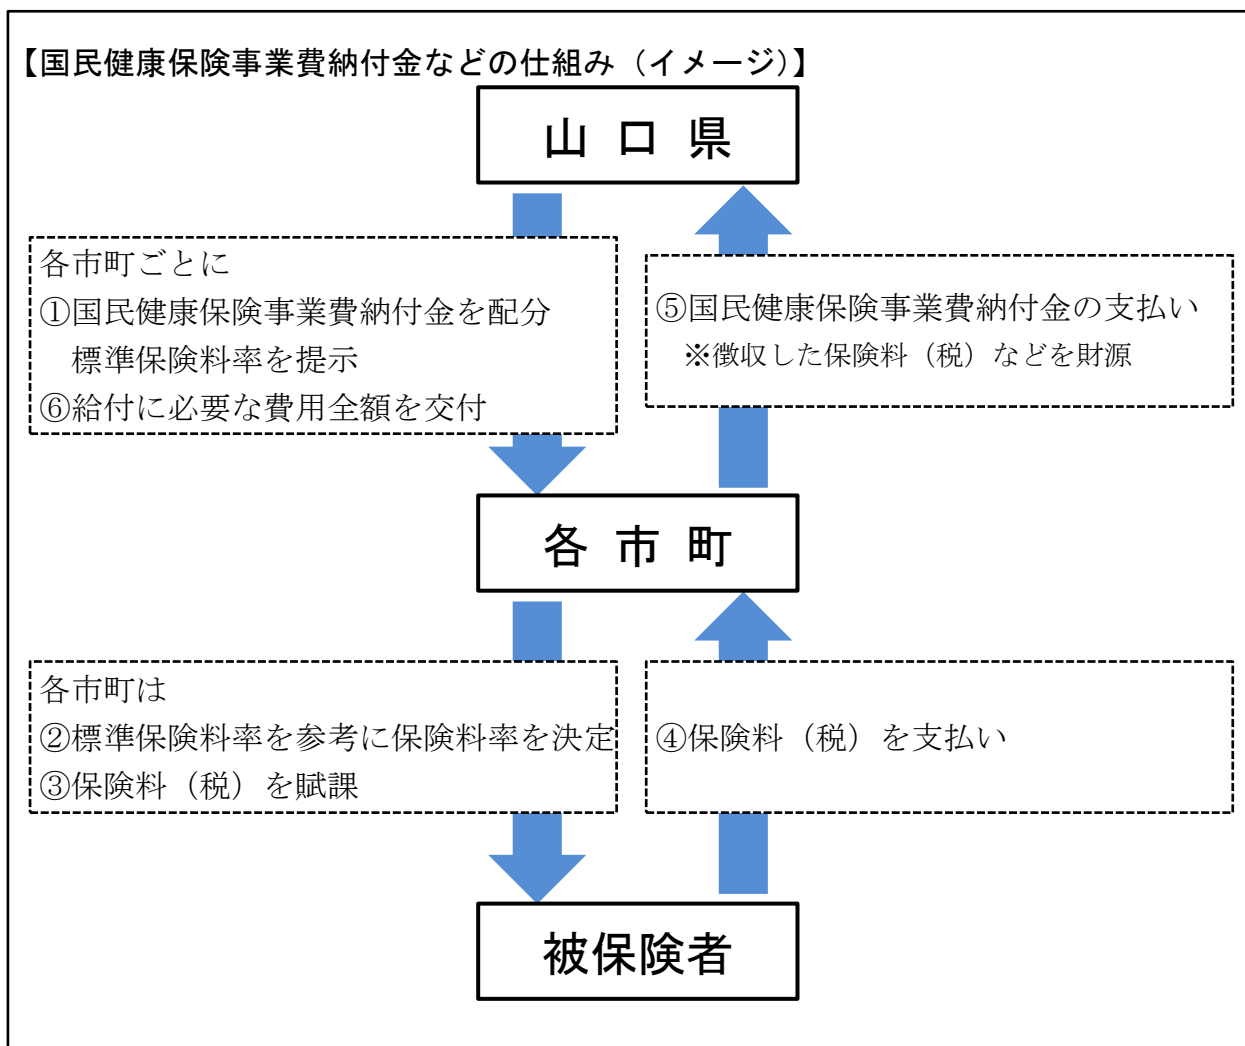 【国民健康保険事業費納付金などの仕組み（イメージ）】
山口県
各市町ごとに
①国民健康保険事業費納付金を配分
標準保険料率を提示
⑥給付に必要な費用全額を交付
⑤国民健康保険事業費納付金の支払い
※徴収した保険料（税）などを財源
各市町
各市町は
②標準保険料率を参考に保険料率を決定
③保険料（税）を賦課
④保険料（税）を支払い
被保険者